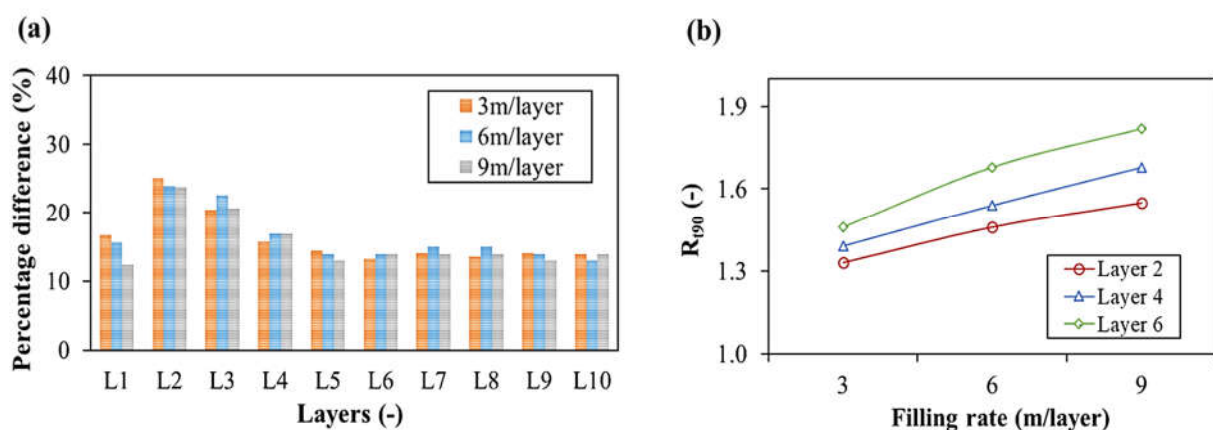 (a)
Percentage difference (%)
40
30
20
10
0
3m/layer
6m/layer
9m/layer
L1 L2 L3 L4 L5 L6 L7 L8 L9 L10
Layers (-)
(b)
R_t90 (-)
1.9
1.6
1.3
1.0
Layer 2
Layer 4
Layer 6
3 6 9
Filling rate (m/layer)